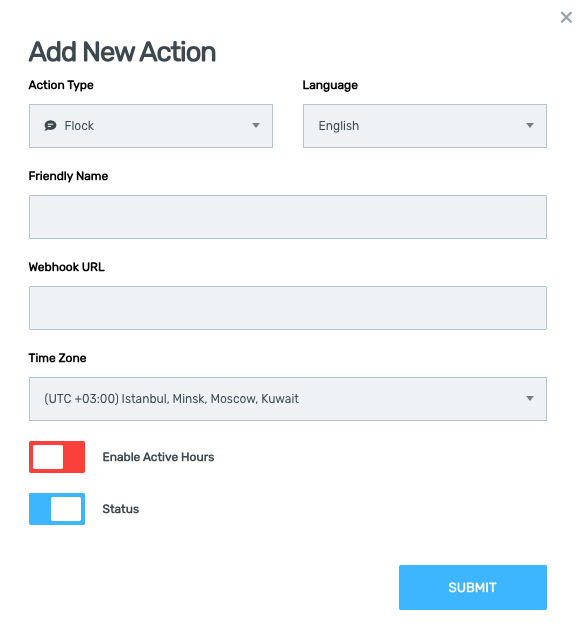 Add New Action
Action Type
Language
Flock
English
Friendly Name
Webhook URL
Time Zone
(UTC +03:00) Istanbul, Minsk, Moscow, Kuwait
Enable Active Hours
Status
SUBMIT